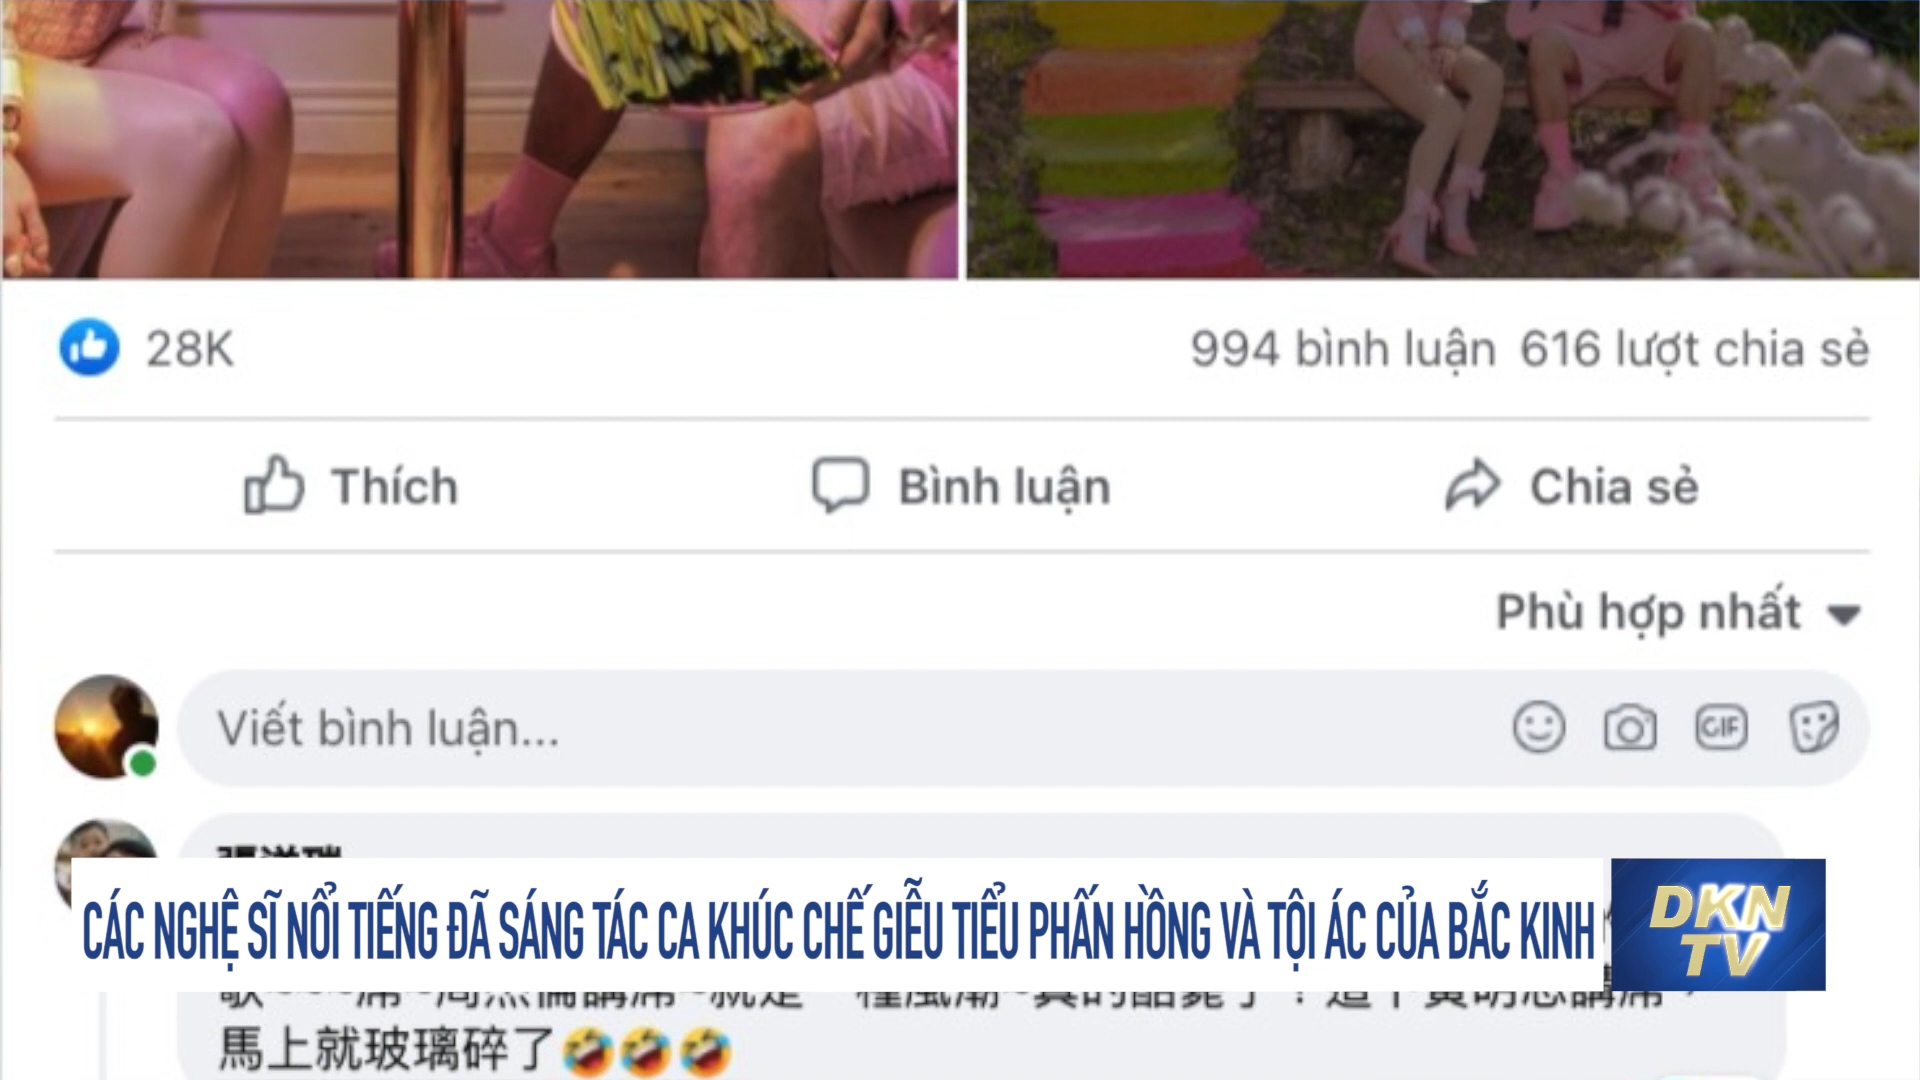 28K
994 bình luận 616 lượt chia sẻ
Thích Bình luận Chia sẻ
Phù hợp nhất
Viết bình luận...
GIF
CÁC NGHỆ SĨ NỔI TIẾNG ĐÃ SÁNG TÁC CA KHÚC CHẾ GIỄU TIỂU PHẤN HỒNG VÀ TỘI ÁC CỦA BẮC KINH
DKN
TV
馬上就玻璃碎了🤣🤣🤣